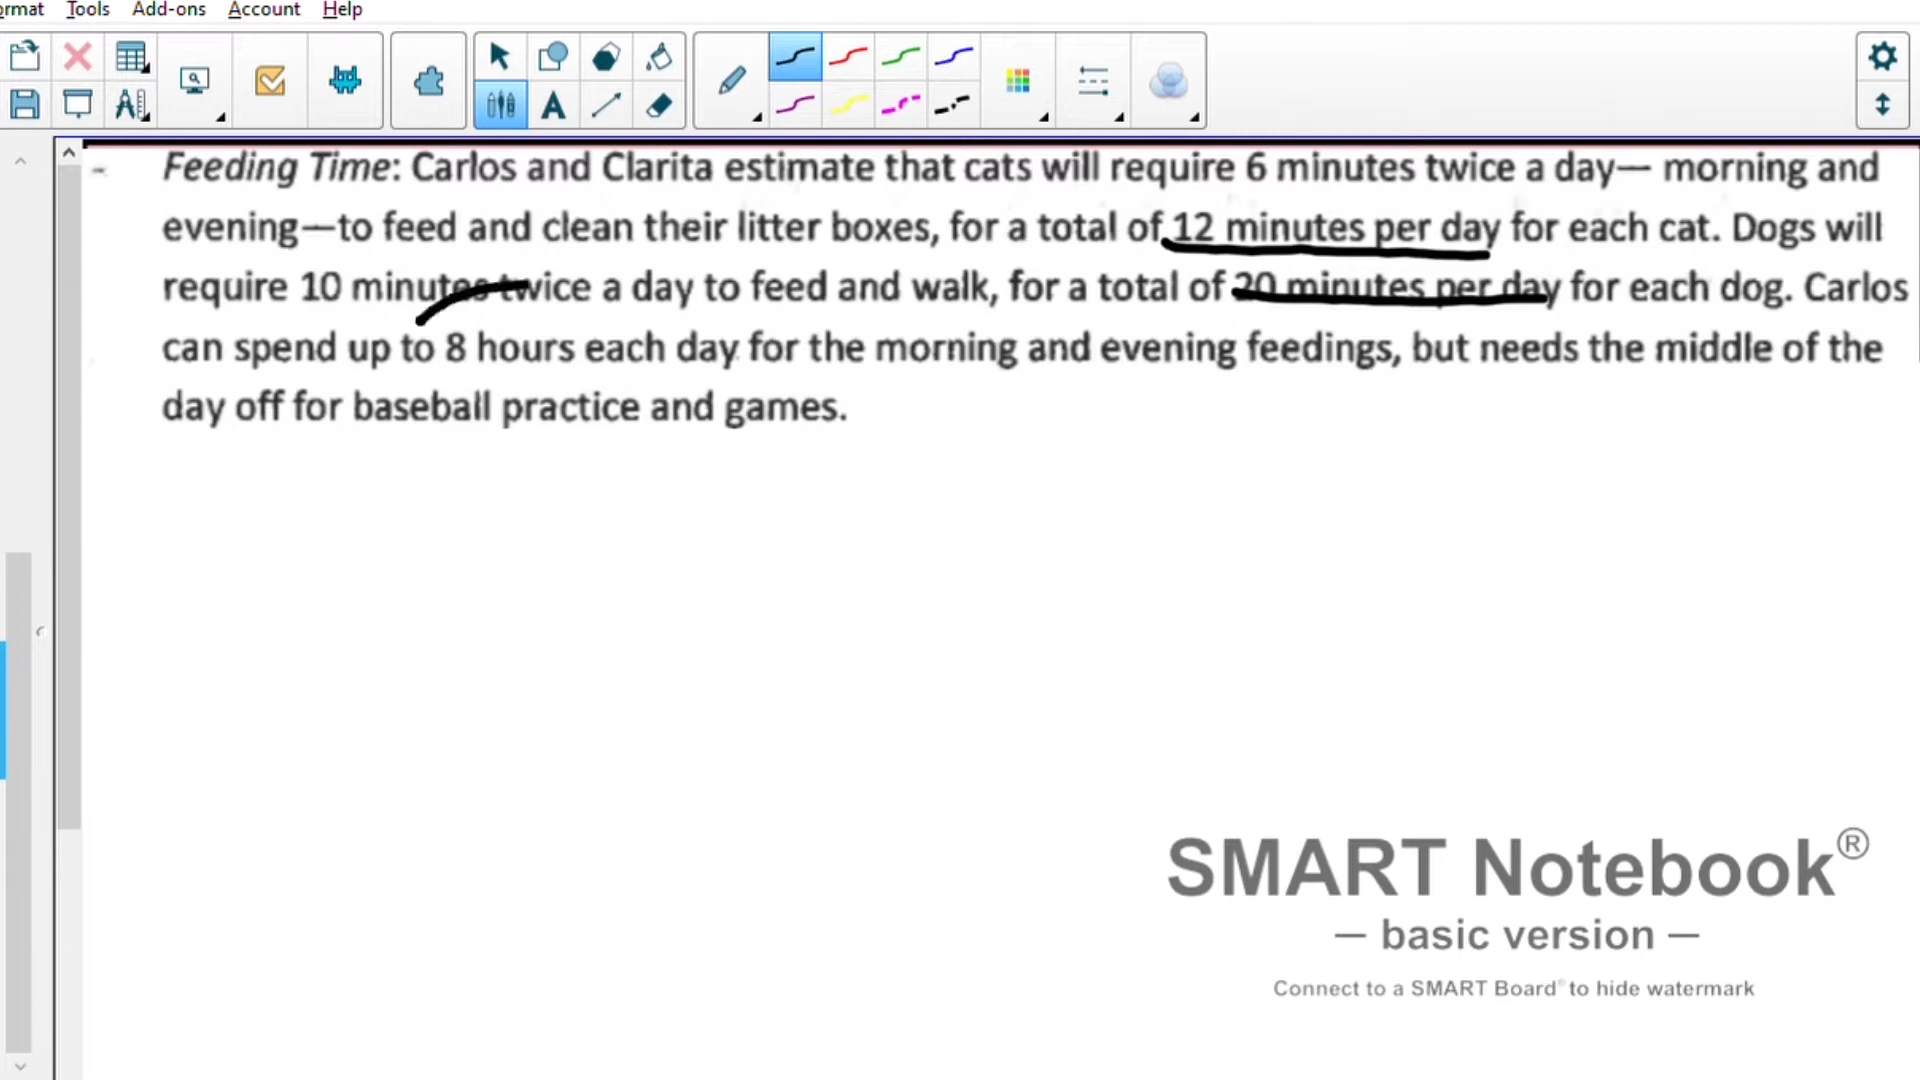 ormat Tools Add-ons Account Help
Feeding Time: Carlos and Clarita estimate that cats will require 6 minutes twice a day— morning and
evening—to feed and clean their litter boxes, for a total of 12 minutes per day for each cat. Dogs will
require 10 minutes twice a day to feed and walk, for a total of 20 minutes per day for each dog. Carlos
can spend up to 8 hours each day for the morning and evening feedings, but needs the middle of the
day off for baseball practice and games.
SMART Notebook®
— basic version —
Connect to a SMART Board® to hide watermark